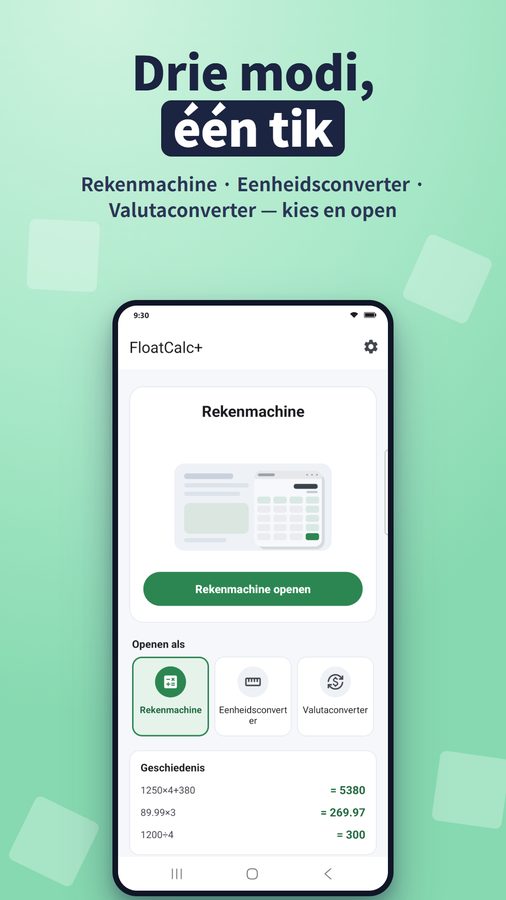 Drie modi,
één tik
Rekenmachine · Eenheidsconverter ·
Valutaconverter — kies en open
9:30
FloatCalc+
Rekenmachine
Rekenmachine openen
Openen als
Rekenmachine
Eenheidsconvert
er
Valutaconverter
Geschiedenis
1250×4+380 = 5380
89.99×3 = 269.97
1200÷4 = 300